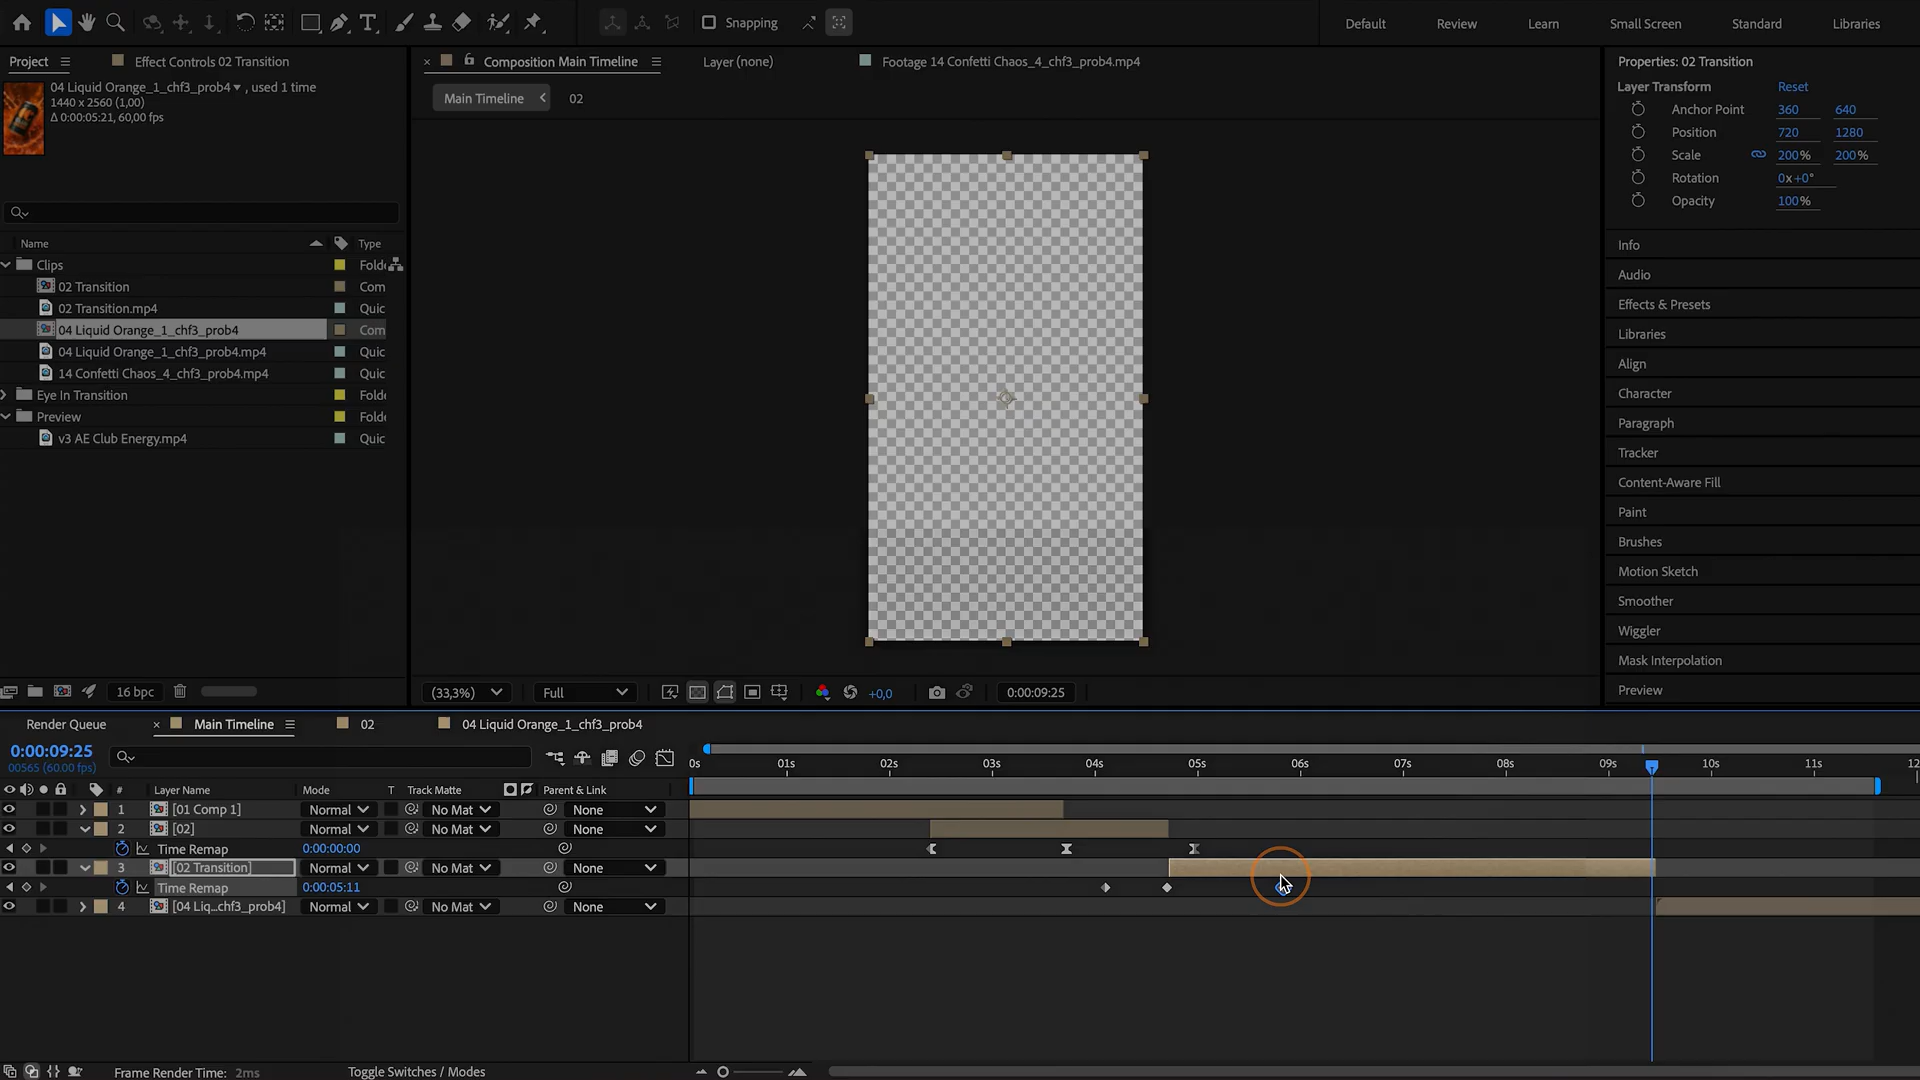 Snapping
Default
Review
Learn
Small Screen
Standard
Libraries
Project
Effect Controls 02 Transition
Composition Main Timeline
Layer (none)
Footage 14 Confetti Chaos_4_chf3_prob4.mp4
Properties: 02 Transition
04 Liquid Orange_1_chf3_prob4 , used 1 time
1440 x 2560 (1,00)
Δ 0:00:05:21, 60,00 fps
Main Timeline
02
Layer Transform Reset
Anchor Point 360 640
Position 720 1280
Scale 200% 200%
Rotation 0x+0°
Opacity 100%
Name Type
Clips Folde
02 Transition Com
02 Transition.mp4 Quic
04 Liquid Orange_1_chf3_prob4 Com
04 Liquid Orange_1_chf3_prob4.mp4 Quic
14 Confetti Chaos_4_chf3_prob4.mp4 Quic
Eye In Transition Folde
Preview Folde
v3 AE Club Energy.mp4 Quic
Info
Audio
Effects & Presets
Libraries
Align
Character
Paragraph
Tracker
Content-Aware Fill
Paint
Brushes
Motion Sketch
Smoother
Wiggler
Mask Interpolation
Preview
16 bpc
(33,3%)
Full
+0,0
0:00:09:25
Render Queue
Main Timeline
02
04 Liquid Orange_1_chf3_prob4
0:00:09:25
00565 (60.00 fps)
0s 01s 02s 03s 04s 05s 06s 07s 08s 09s 10s 11s 12
# Layer Name Mode T Track Matte Parent & Link
1 [01 Comp 1] Normal No Mat None
2 [02] Normal No Mat None
Time Remap 0:00:00:00
3 [02 Transition] Normal No Mat None
Time Remap 0:00:05:11
4 [04 Liq...chf3_prob4] Normal No Mat None
Frame Render Time: 2ms
Toggle Switches / Modes